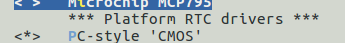 < > Microchip MCP795
*** Platform RTC drivers ***
<*> PC-style 'CMOS'